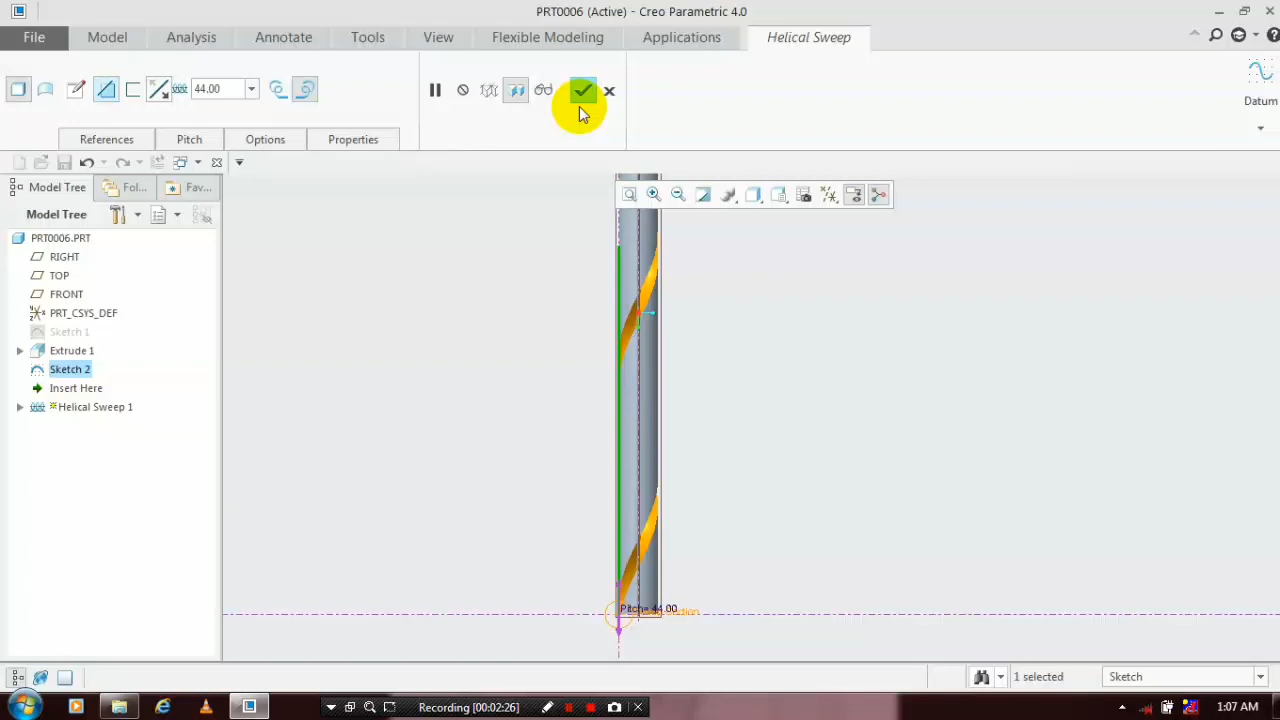 PRT0006 (Active) - Creo Parametric 4.0
File Model Analysis Annotate Tools View Flexible Modeling Applications Helical Sweep
44.00
Datum
References Pitch Options Properties
Model Tree Fol... Fav...
Model Tree
PRT0006.PRT
RIGHT
TOP
FRONT
PRT_CSYS_DEF
Sketch 1
Extrude 1
Sketch 2
Insert Here
Helical Sweep 1
Pitch= 44.00
1 selected Sketch
Recording [00:02:26] 1:07 AM